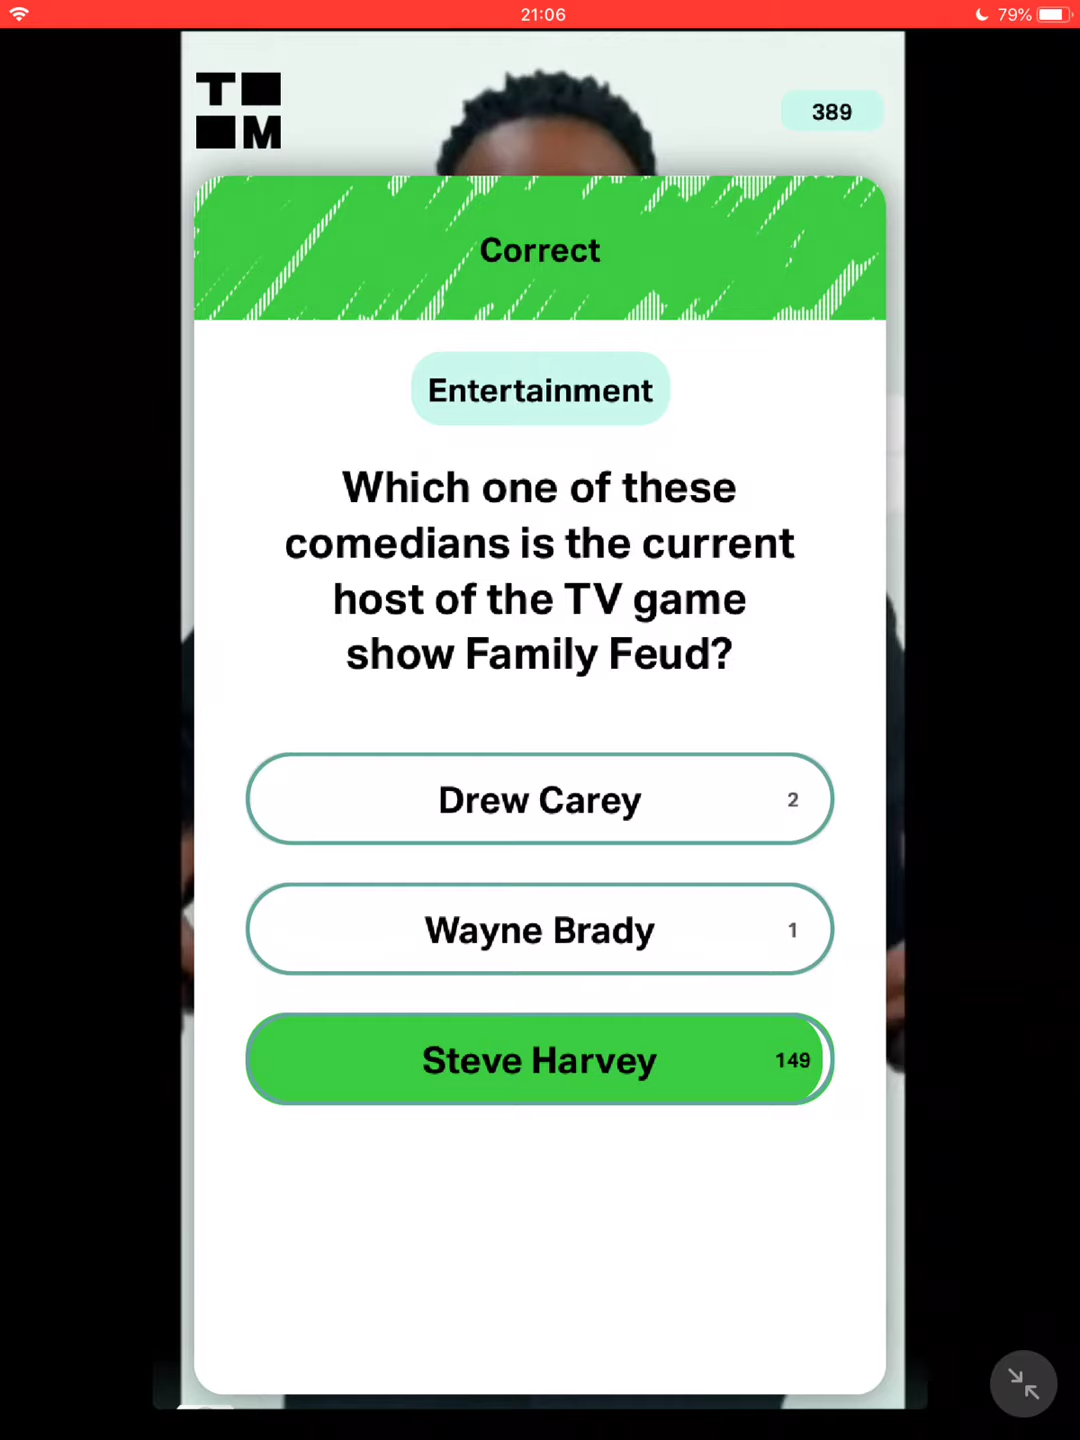 21:06
79%
T
M
389
Correct
Entertainment
Which one of these
comedians is the current
host of the TV game
show Family Feud?
Drew Carey 2
Wayne Brady 1
Steve Harvey 149